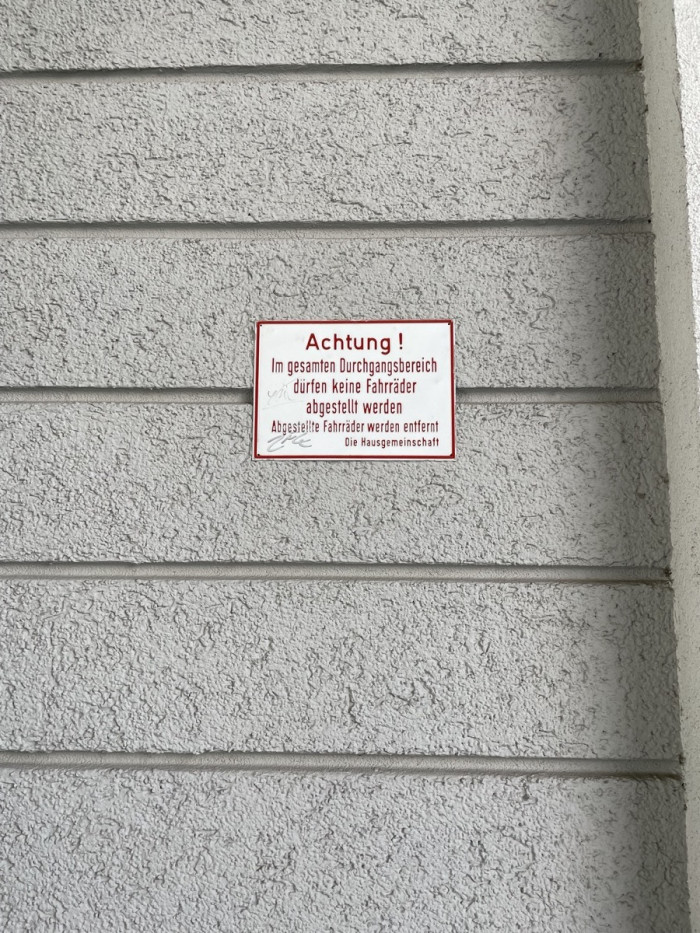 Achtung !
Im gesamten Durchgangsbereich
dürfen keine Fahrräder
abgestellt werden
Abgestellte Fahrräder werden entfernt
Die Hausgemeinschaft